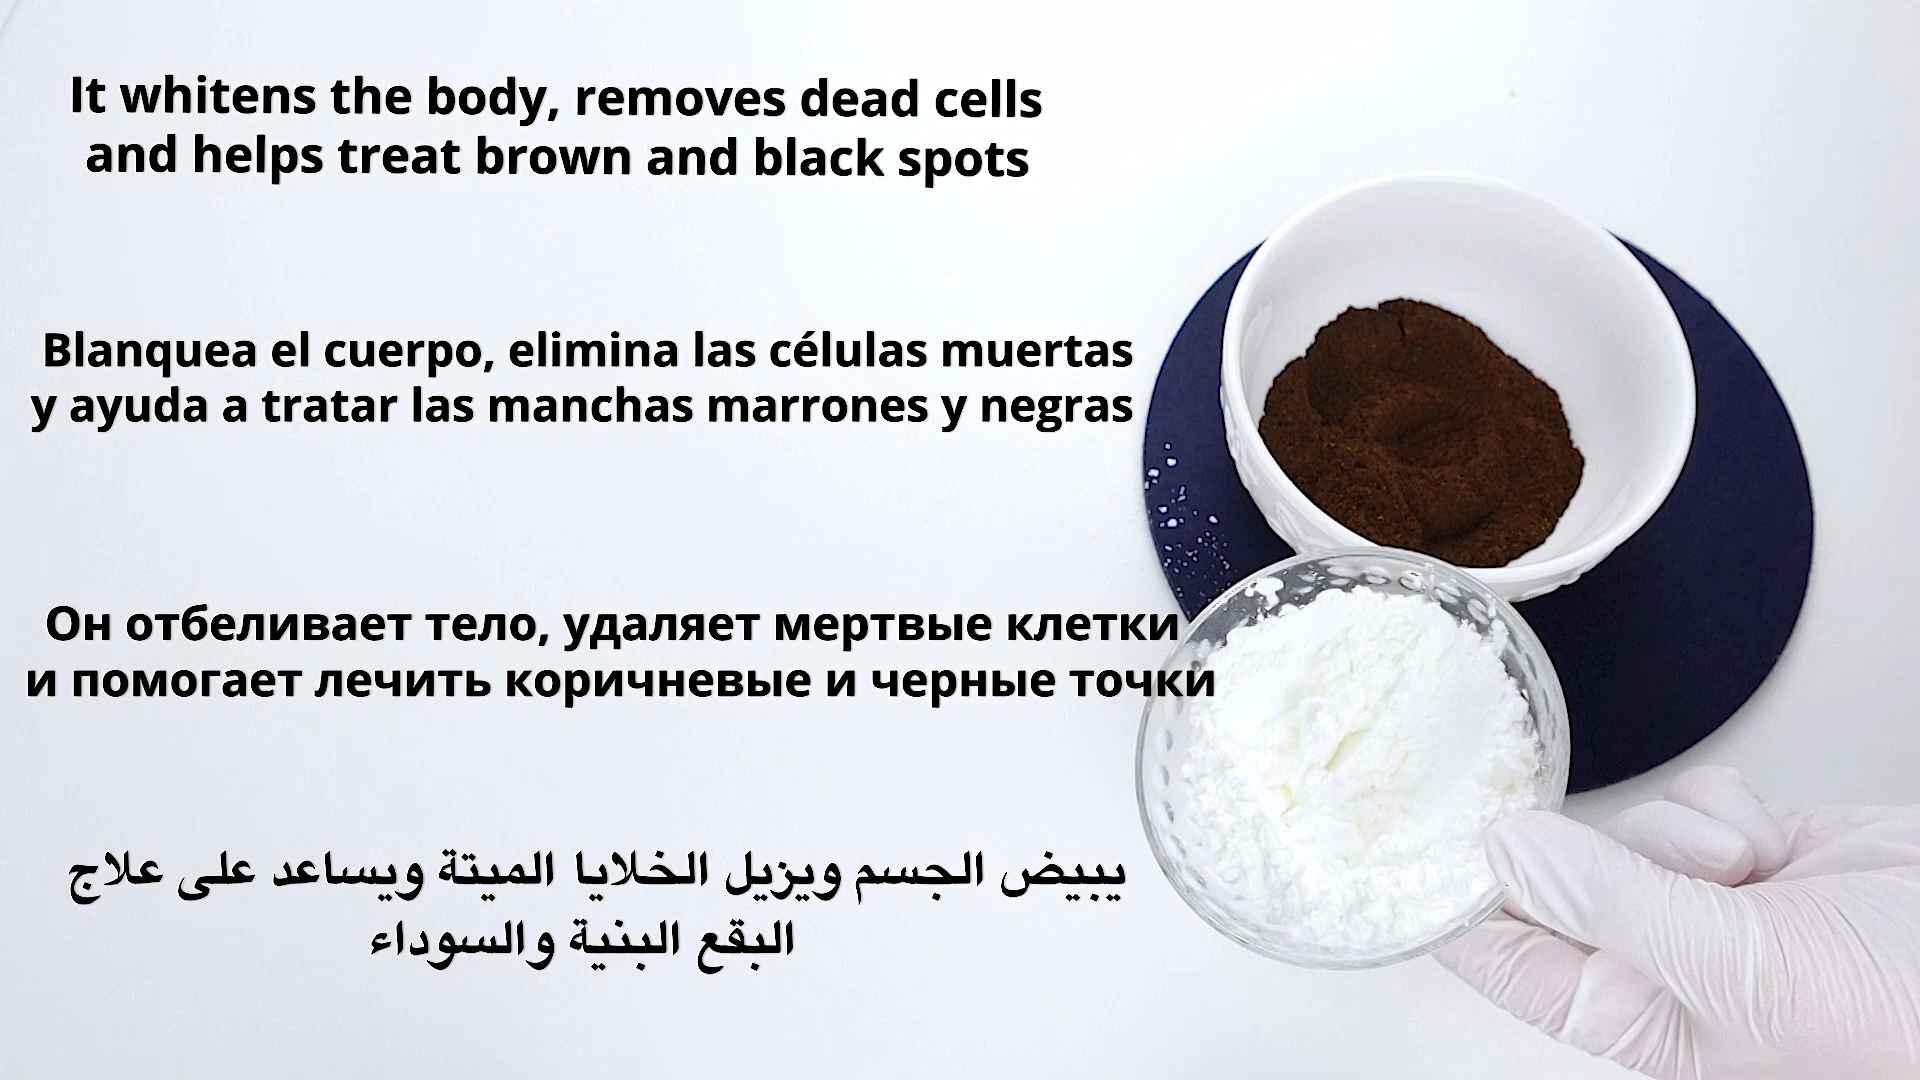 It whitens the body, removes dead cells
and helps treat brown and black spots
Blanquea el cuerpo, elimina las células muertas
y ayuda a tratar las manchas marrones y negras
Он отбеливает тело, удаляет мертвые клетки
и помогает лечить коричневые и черные точки
يبيض الجسم ويزيل الخلايا الميتة ويساعد على علاج
البقع البنية والسوداء